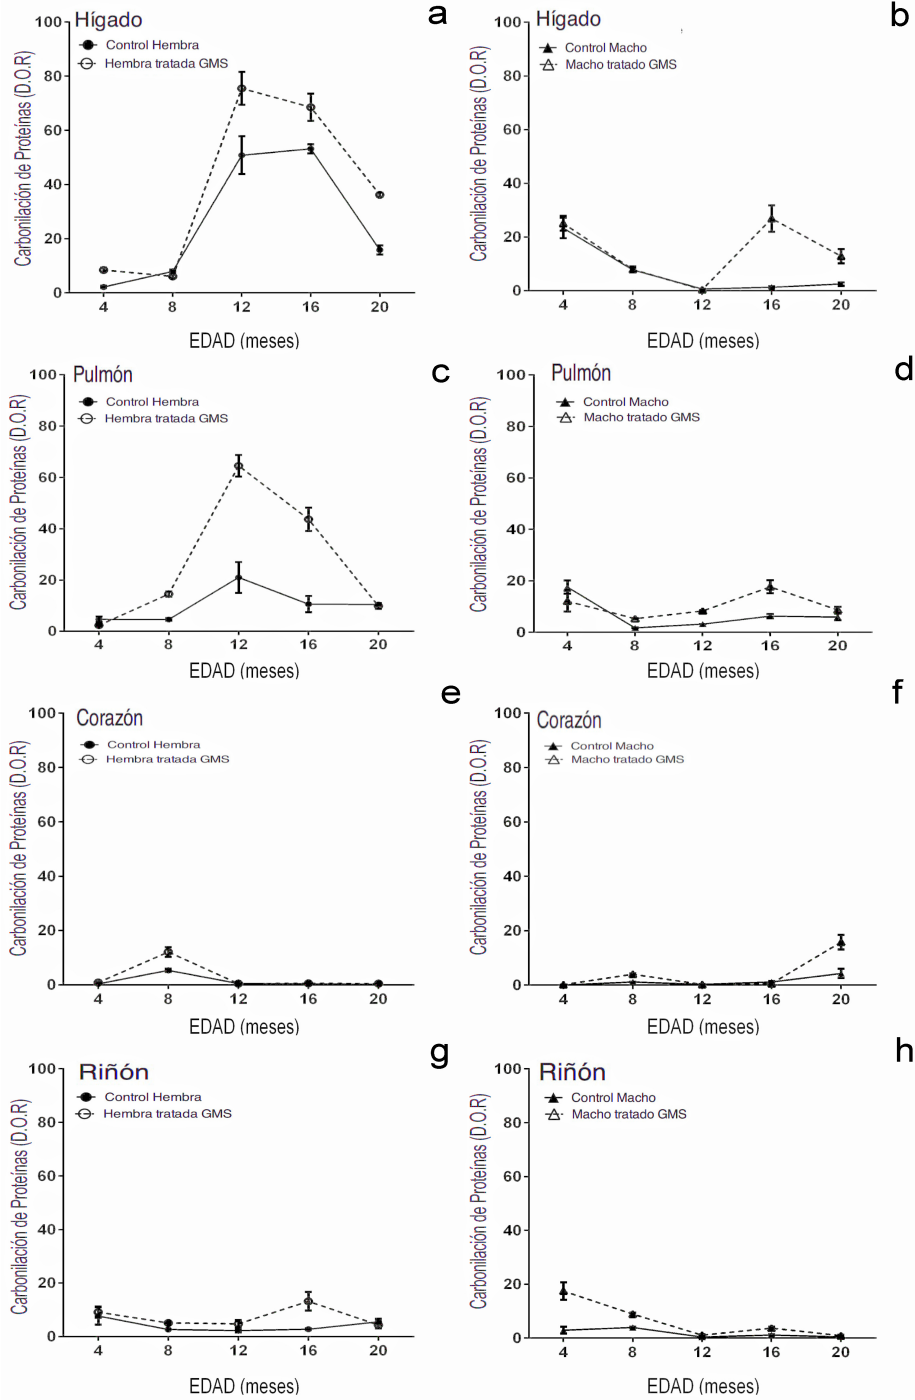 a
Hígado
Control Hembra
Hembra tratada GMS
Carbonilación de Proteínas (D.O.R)
100
80
60
40
20
0
4 8 12 16 20
EDAD (meses)
b
Hígado
Control Macho
Macho tratado GMS
Carbonilación de Proteínas (D.O.R)
100
80
60
40
20
0
4 8 12 16 20
EDAD (meses)
c
Pulmón
Control Hembra
Hembra tratada GMS
Carbonilación de Proteínas (D.O.R)
100
80
60
40
20
0
4 8 12 16 20
EDAD (meses)
d
Pulmón
Control Macho
Macho tratado GMS
Carbonilación de Proteínas (D.O.R)
100
80
60
40
20
0
4 8 12 16 20
EDAD (meses)
e
Corazón
Control Hembra
Hembra tratada GMS
Carbonilación de Proteínas (D.O.R)
100
80
60
40
20
0
4 8 12 16 20
EDAD (meses)
f
Corazón
Control Macho
Macho tratado GMS
Carbonilación de Proteínas (D.O.R)
100
80
60
40
20
0
4 8 12 16 20
EDAD (meses)
g
Riñón
Control Hembra
Hembra tratada GMS
Carbonilación de Proteínas (D.O.R)
100
80
60
40
20
0
4 8 12 16 20
EDAD (meses)
h
Riñón
Control Macho
Macho tratado GMS
Carbonilación de Proteínas (D.O.R)
100
80
60
40
20
0
4 8 12 16 20
EDAD (meses)